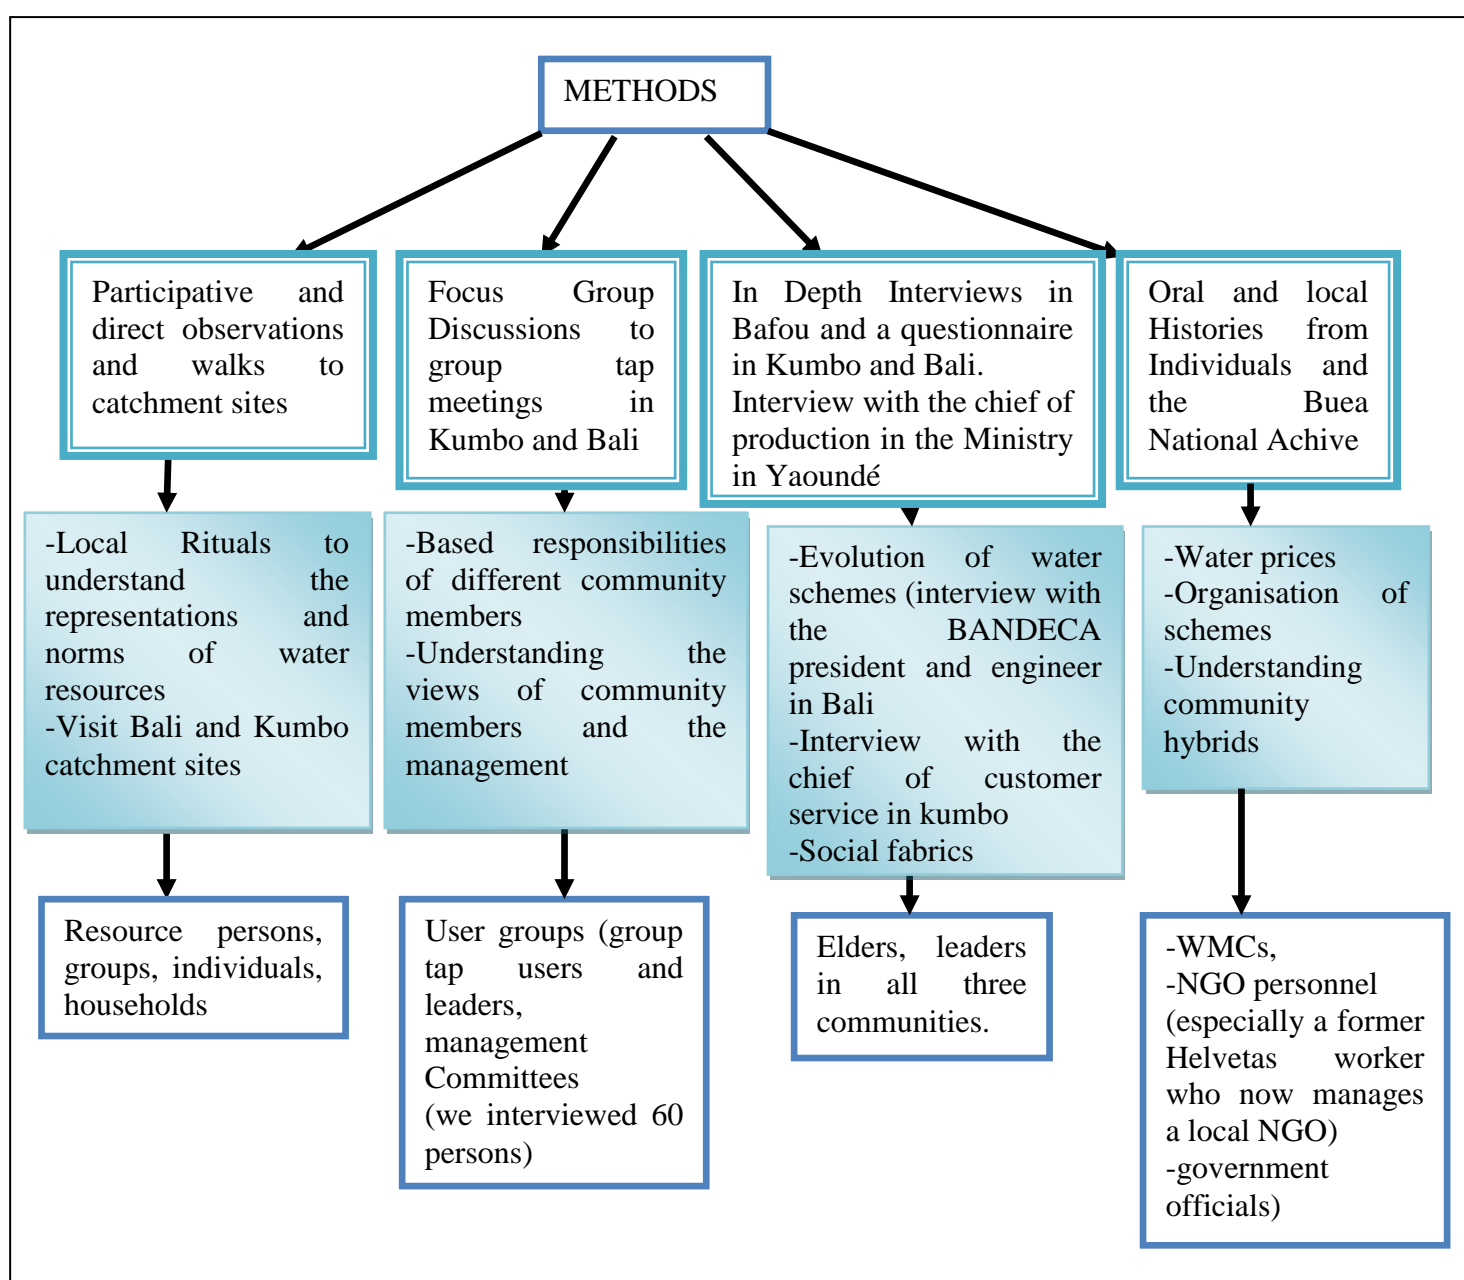 METHODS
Participative and
direct observations
and walks to
catchment sites
Focus Group
Discussions to
group tap
meetings in
Kumbo and Bali
In Depth Interviews in
Bafou and a questionnaire
in Kumbo and Bali.
Interview with the chief of
production in the Ministry
in Yaoundé
Oral and local
Histories from
Individuals and
the Buea
National Achive
-Local Rituals to
understand the
representations and
norms of water
resources
-Visit Bali and Kumbo
catchment sites
-Based responsibilities
of different community
members
-Understanding the
views of community
members and the
management
-Evolution of water
schemes (interview with
the BANDECA
president and engineer
in Bali
-Interview with the
chief of customer
service in kumbo
-Social fabrics
-Water prices
-Organisation of
schemes
-Understanding
community
hybrids
Resource persons,
groups, individuals,
households
User groups (group
tap users and
leaders,
management
Committees
(we interviewed 60
persons)
Elders, leaders
in all three
communities.
-WMCs,
-NGO personnel
(especially a former
Helvetas worker
who now manages
a local NGO)
-government
officials)